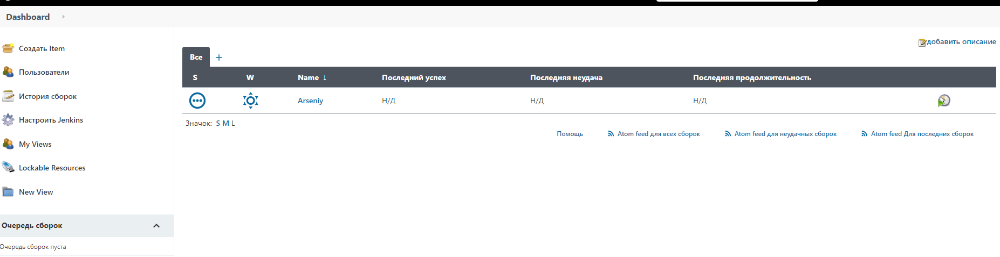 Dashboard
добавить описание
Создать Item
Пользователи
История сборок
Настроить Jenkins
My Views
Lockable Resources
New View
Очередь сборок
Очередь сборок пуста
Все +
S W Name ↓ Последний успех Последняя неудача Последняя продолжительность
Arseniy Н/Д Н/Д Н/Д
Значок: S M L
Помощь Atom feed для всех сборок Atom feed для неудачных сборок Atom feed Для последних сборок